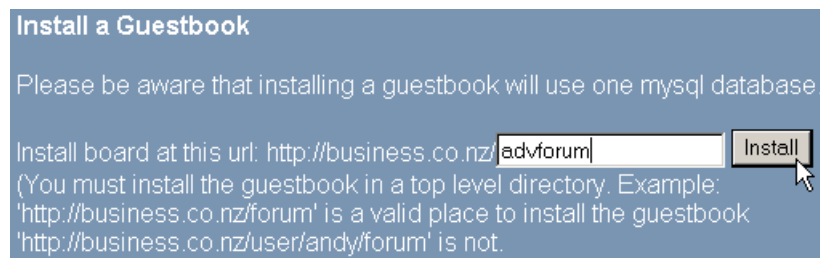 Install a Guestbook
Please be aware that installing a guestbook will use one mysql database.
Install board at this url: http://business.co.nz/advforum Install
(You must install the guestbook in a top level directory. Example:
'http://business.co.nz/forum' is a valid place to install the guestbook
'http://business.co.nz/user/andy/forum' is not.